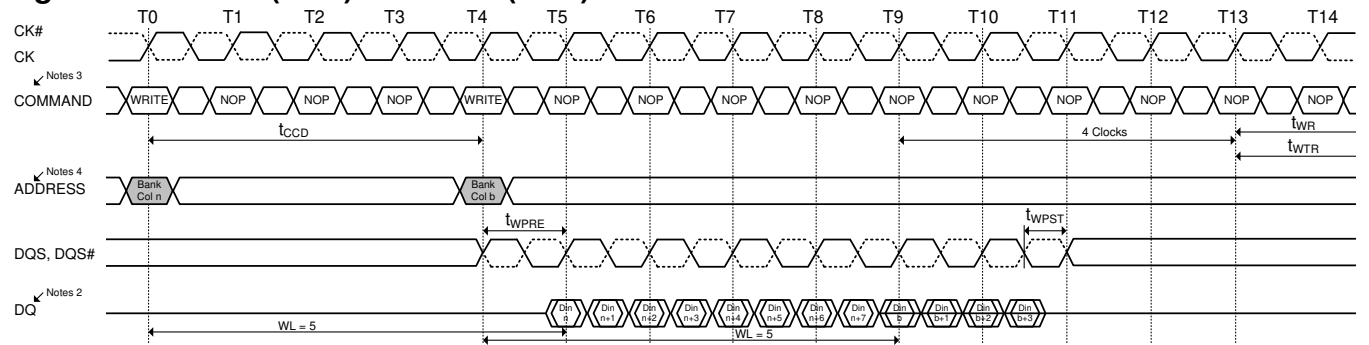 T0 T1 T2 T3 T4 T5 T6 T7 T8 T9 T10 T11 T12 T13 T14
CK#
CK
Notes 3
COMMAND WRITE NOP NOP NOP WRITE NOP NOP NOP NOP NOP NOP NOP NOP NOP NOP
tCCD 4 Clocks tWR
tWTR
Notes 4
ADDRESS Bank Col n Bank Col b
tWPRE tWPST
DQS, DQS#
Notes 2
DQ Din n Din n+1 Din n+2 Din n+3 Din n+4 Din n+5 Din n+6 Din n+7 Din b Din b+1 Din b+2 Din b+3
WL = 5 WL = 5